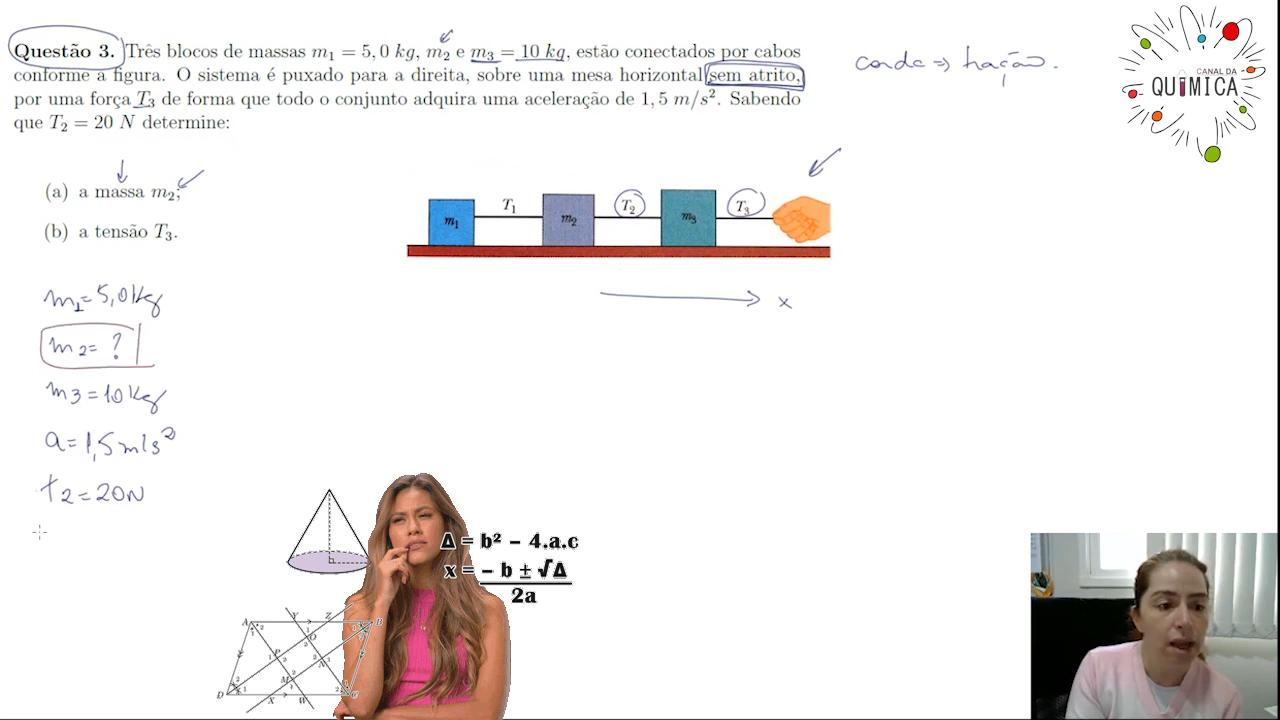 Questão 3. Três blocos de massas m₁ = 5,0 kg, m₂ e m₃ = 10 kg, estão conectados por cabos
conforme a figura. O sistema é puxado para a direita, sobre uma mesa horizontal sem atrito,
por uma força T₃ de forma que todo o conjunto adquira uma aceleração de 1,5 m/s². Sabendo
que T₂ = 20 N determine:
corda => tração.
CANAL DA
QUÍMICA
(a) a massa m₂;
(b) a tensão T₃.
m₁ T₁ m₂ T₂ m₃ T₃
x
m₁ = 5,0 kg
m₂ = ?
m₃ = 10 kg
a = 1,5 m/s²
T₂ = 20N
Δ = b² - 4.a.c
x = - b ± √Δ
2a
A Y Z B
D X W C